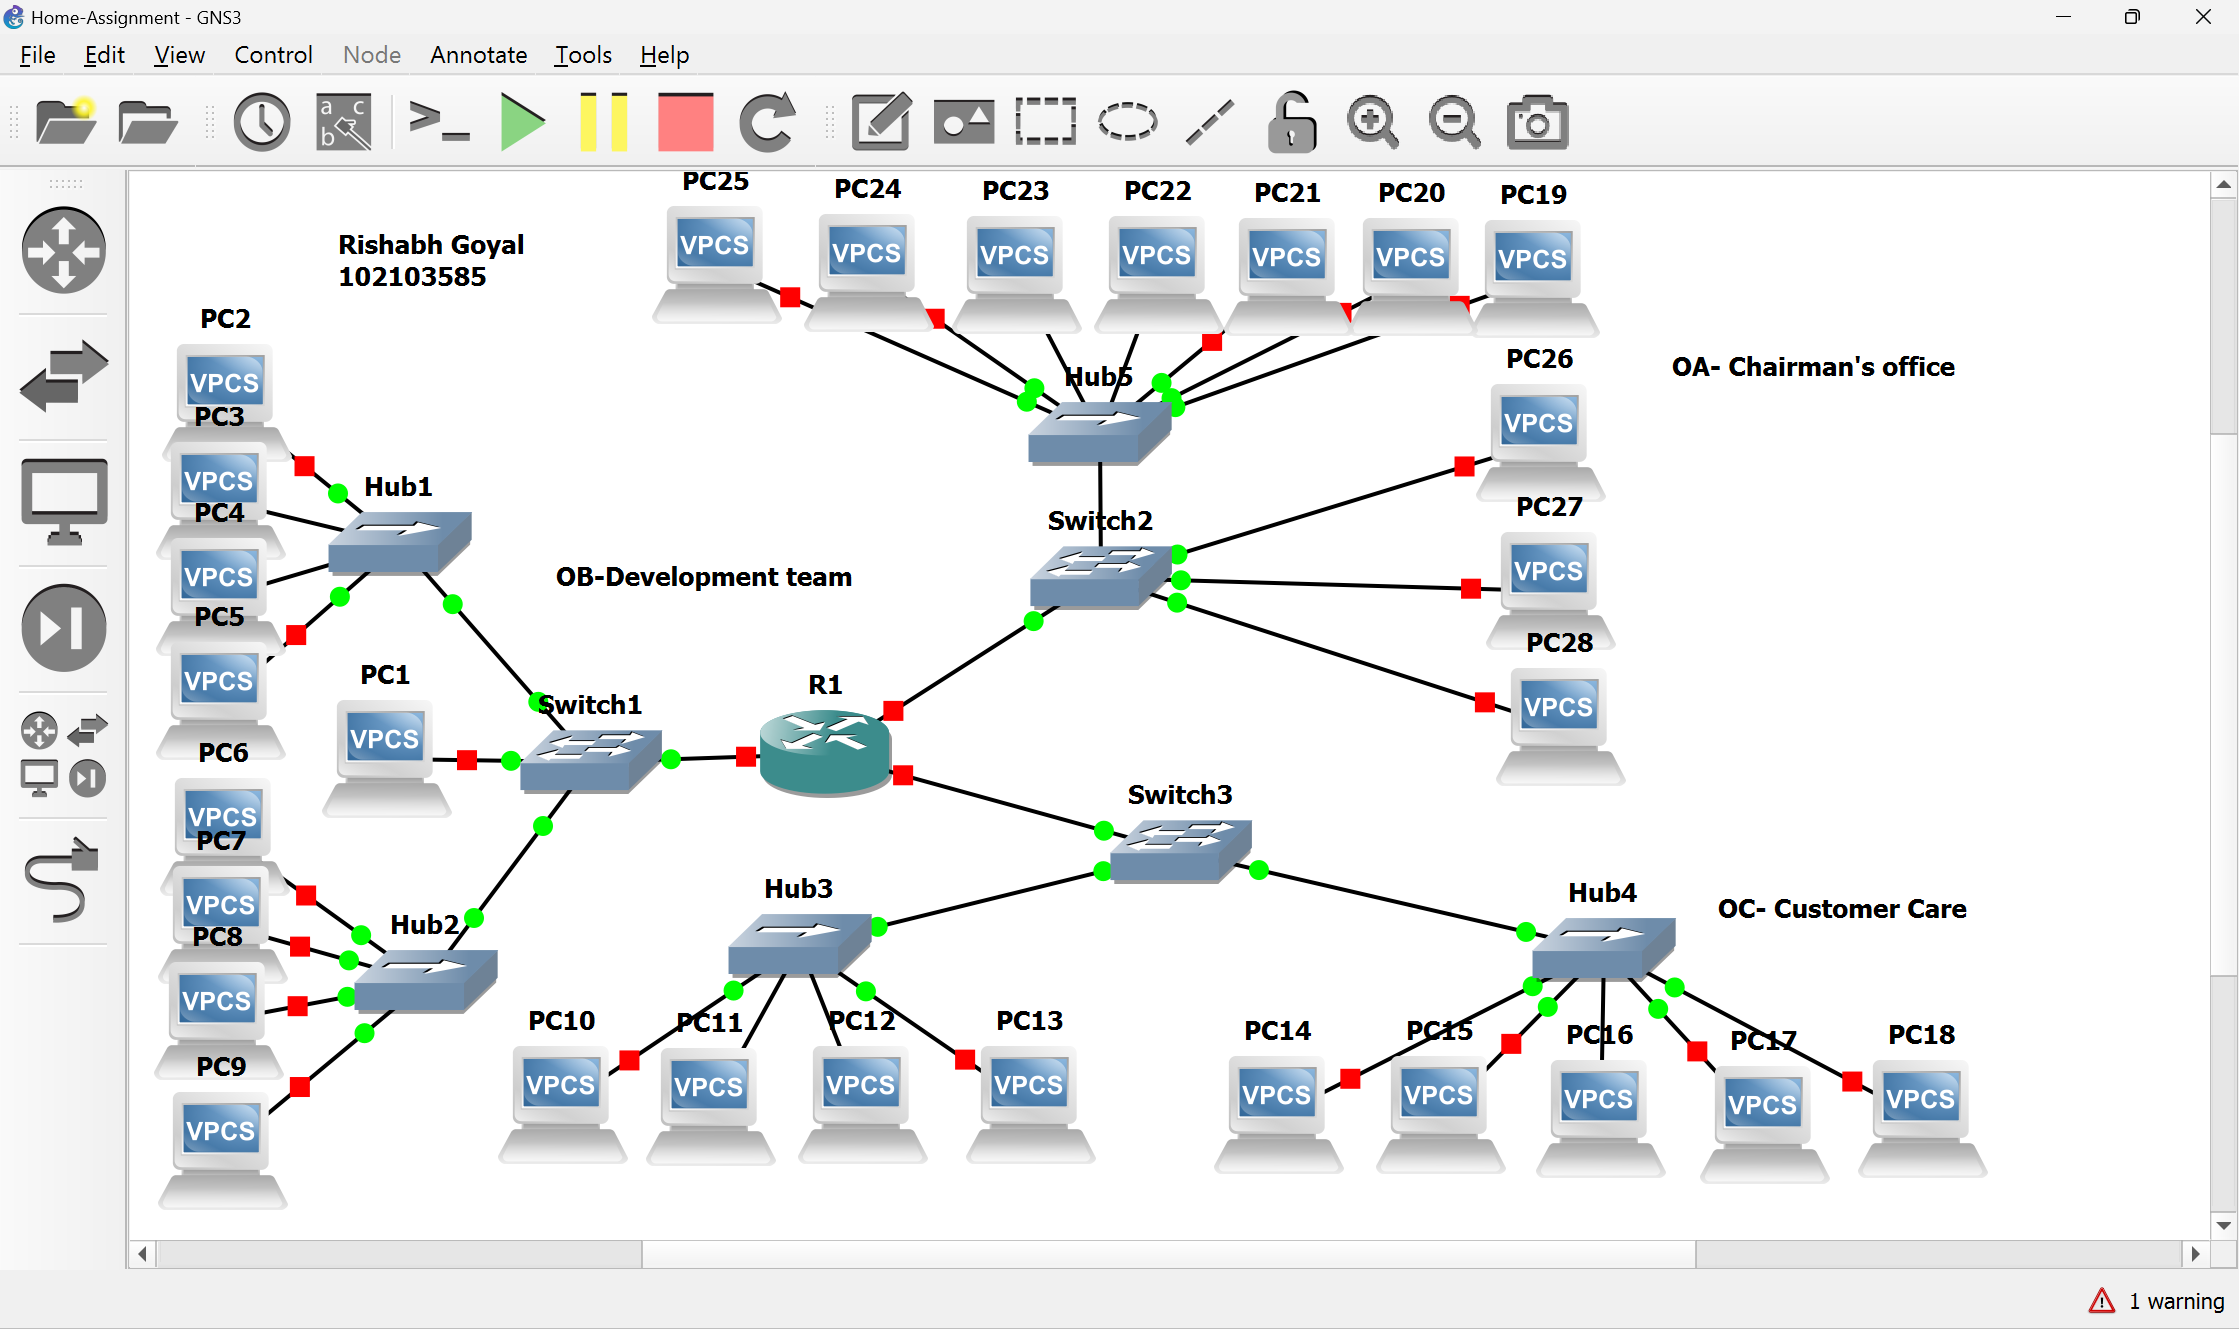 Home-Assignment - GNS3
File Edit View Control Node Annotate Tools Help
a c
b
PC25 PC24 PC23 PC22 PC21 PC20 PC19
VPCS VPCS VPCS VPCS VPCS VPCS VPCS
Rishabh Goyal
102103585
PC2
VPCS
PC26
VPCS
OA- Chairman's office
Hub5
PC3
VPCS
Hub1
PC4
VPCS
PC27
VPCS
Switch2
OB-Development team
PC5
VPCS
PC28
VPCS
PC1
VPCS
Switch1
R1
PC6
VPCS
Switch3
PC7
VPCS
Hub3
Hub4
OC- Customer Care
PC8
VPCS
Hub2
PC9
VPCS
PC10 PC11 PC12 PC13 PC14 PC15 PC16 PC17 PC18
VPCS VPCS VPCS VPCS VPCS VPCS VPCS VPCS VPCS
1 warning